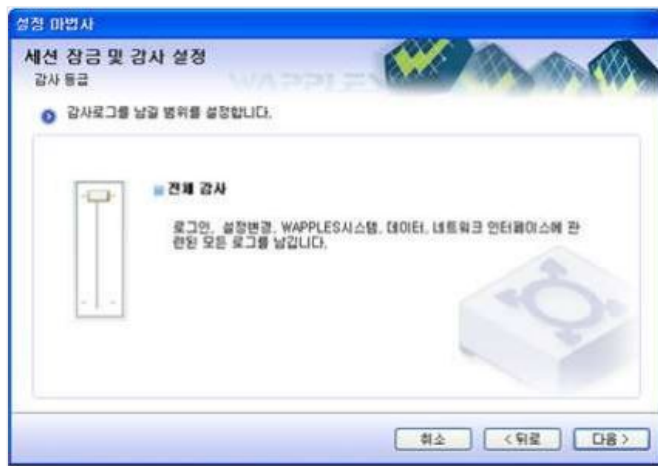 설정 마법사
세션 잠금 및 감사 설정
감사 등급
WAPPLES
감사로그를 남길 범위를 설정합니다.
전체 감사
로그인, 설정변경, WAPPLES시스템, 데이터, 네트워크 인터페이스에 관
련된 모든 로그를 남깁니다.
취소
< 뒤로
다음 >